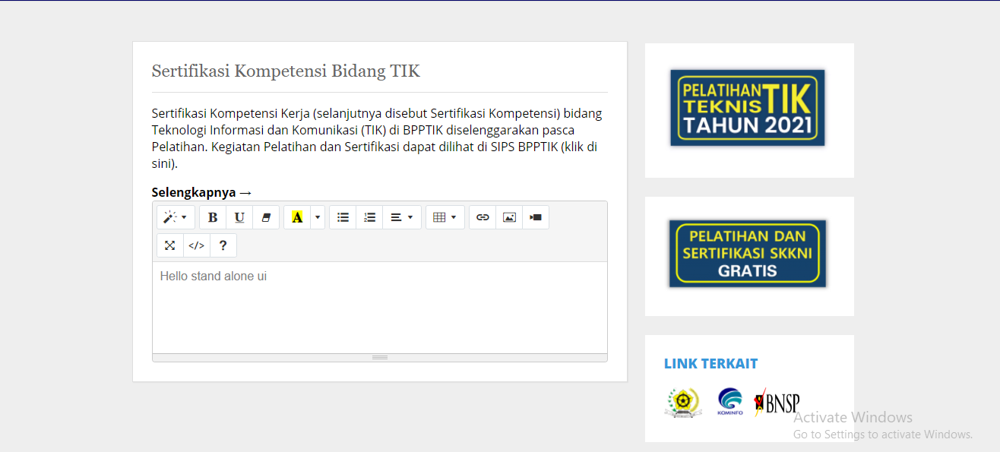 Sertifikasi Kompetensi Bidang TIK
Sertifikasi Kompetensi Kerja (selanjutnya disebut Sertifikasi Kompetensi) bidang
Teknologi Informasi dan Komunikasi (TIK) di BPPTIK diselenggarakan pasca
Pelatihan. Kegiatan Pelatihan dan Sertifikasi dapat dilihat di SIPS BPPTIK (klik di
sini).
Selengkapnya →
B U A
</> ?
Hello stand alone ui
PELATIHAN TIK
TEKNIS
TAHUN 2021
PELATIHAN DAN
SERTIFIKASI SKKNI
GRATIS
LINK TERKAIT
KOMINFO
BNSP
Activate Windows
Go to Settings to activate Windows.